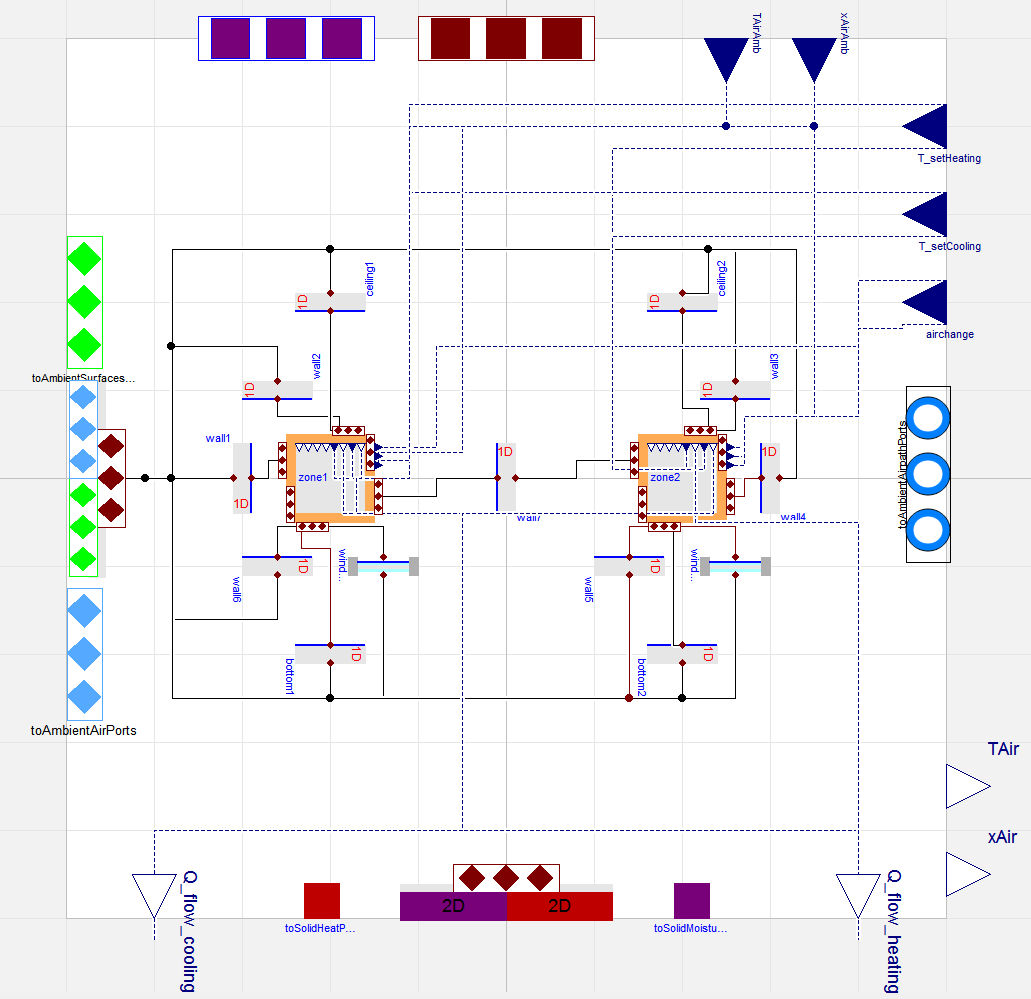 TAirAmb
xAirAmb
T_setHeating
T_setCooling
airchange
toAmbientSurfaces...
toAmbientAirPorts
toAmbientAirpathPorts
ceiling1
1D
ceiling2
1D
wall2
1D
wall3
1D
wall1
1D
zone1
1D
wall7
zone2
1D
wall4
wall6
1D
wind...
wall5
1D
wind...
bottom1
1D
bottom2
1D
TAir
xAir
Q_flow_cooling
Q_flow_heating
2D
2D
toSolidHeatP...
toSolidMoistu...